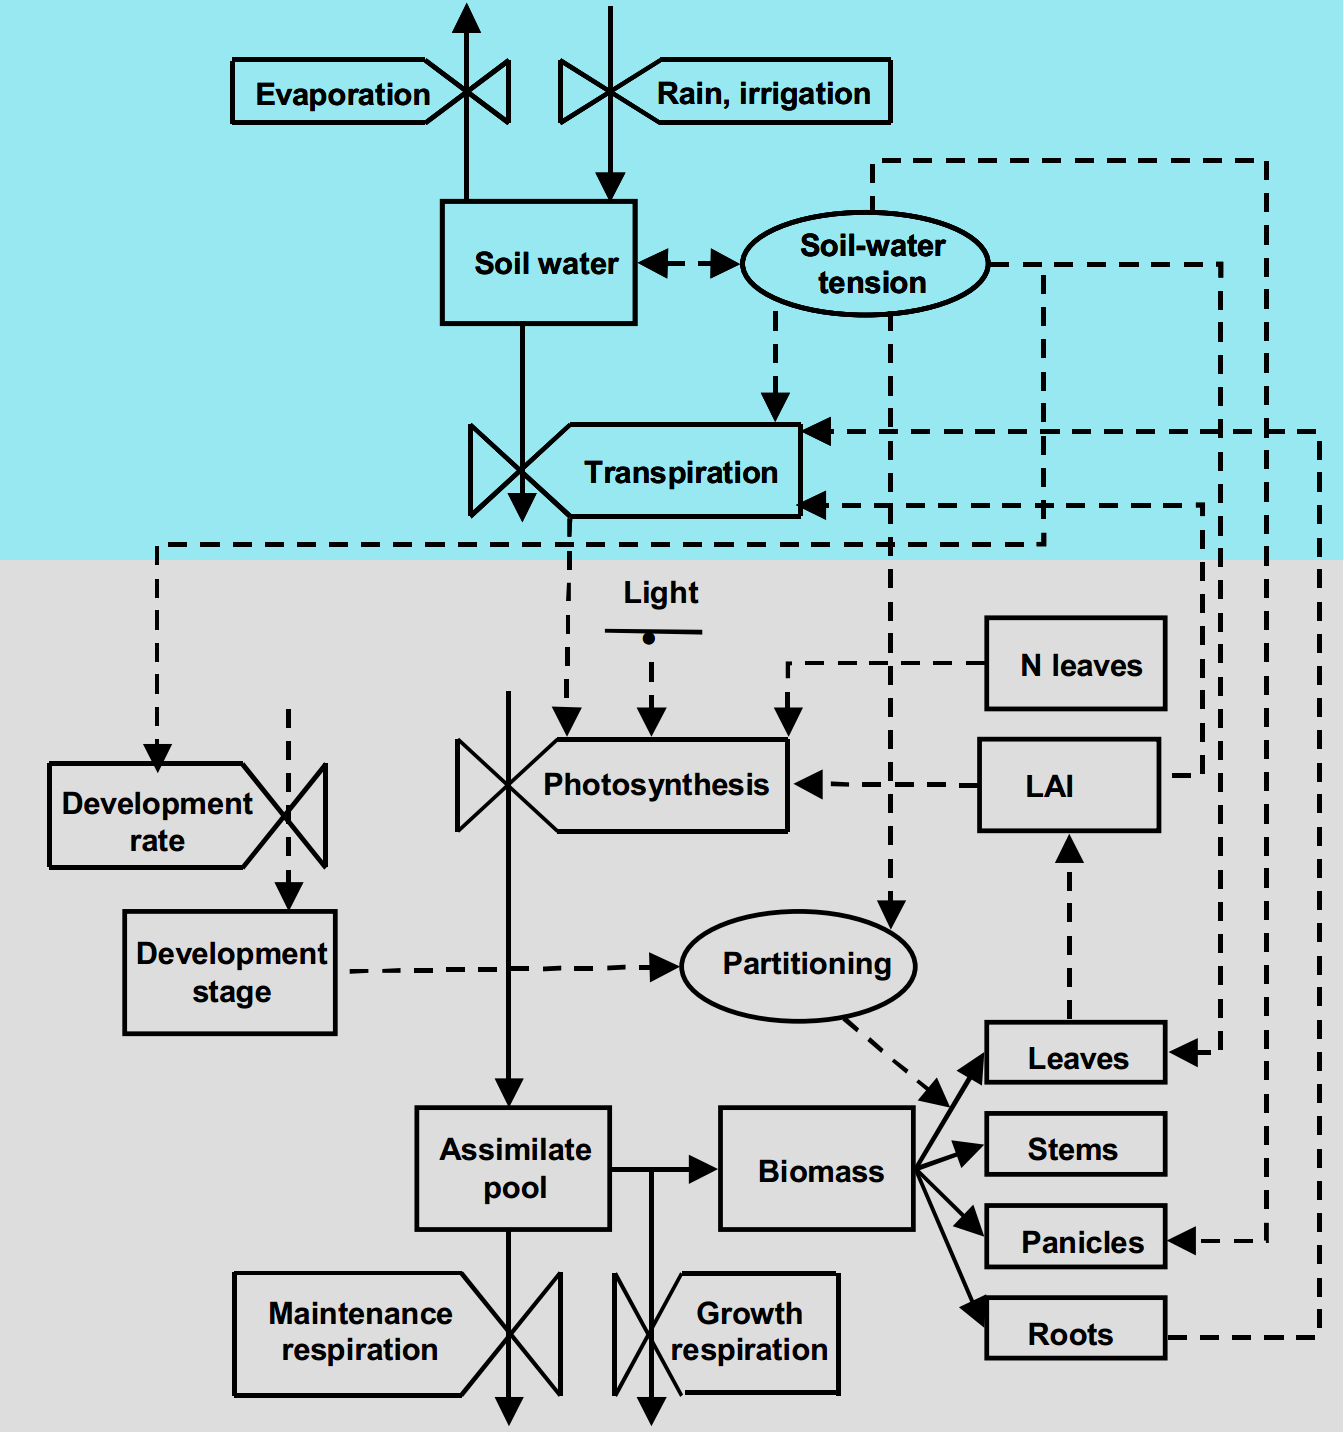 Evaporation
Rain, irrigation
Soil water
Soil-water
tension
Transpiration
Light
N leaves
Development
rate
Photosynthesis
LAI
Development
stage
Partitioning
Leaves
Assimilate
pool
Biomass
Stems
Panicles
Maintenance
respiration
Growth
respiration
Roots